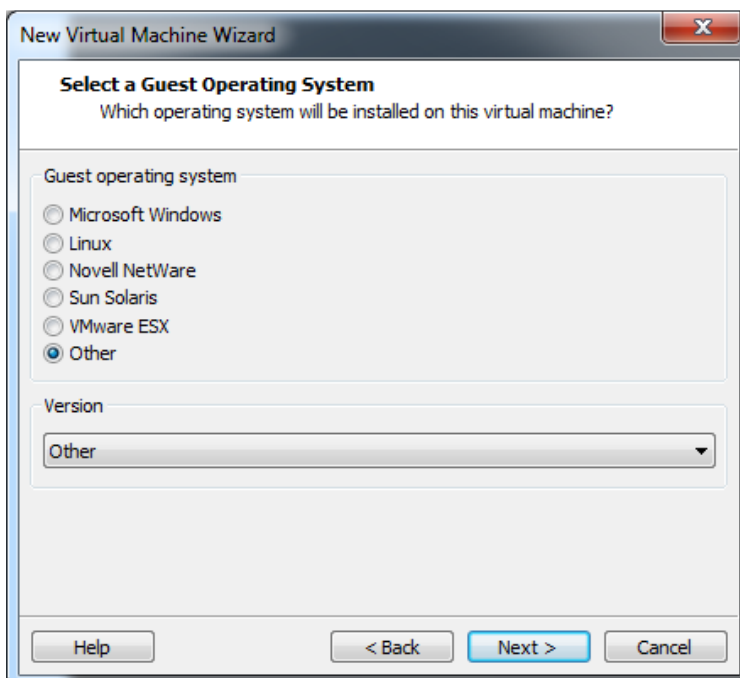 New Virtual Machine Wizard
Select a Guest Operating System
Which operating system will be installed on this virtual machine?
Guest operating system
Microsoft Windows
Linux
Novell NetWare
Sun Solaris
VMware ESX
Other
Version
Other
Help
< Back
Next >
Cancel